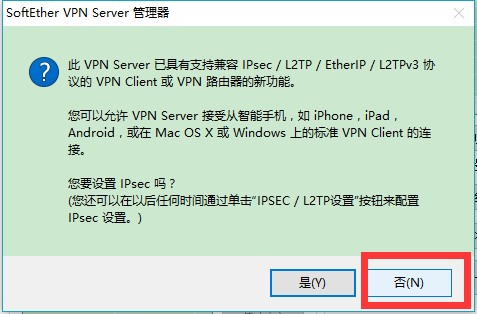 SoftEther VPN Server 管理器
此 VPN Server 已具有支持兼容 IPsec / L2TP / EtherIP / L2TPv3 协
议的 VPN Client 或 VPN 路由器的新功能。
您可以允许 VPN Server 接受从智能手机，如 iPhone，iPad，
Android，或在 Mac OS X 或 Windows 上的标准 VPN Client 的连
接。
您要设置 IPsec 吗？
(您还可以在以后任何时间通过单击“IPSEC / L2TP设置”按钮来配置
IPsec 设置。)
是(Y)
否(N)